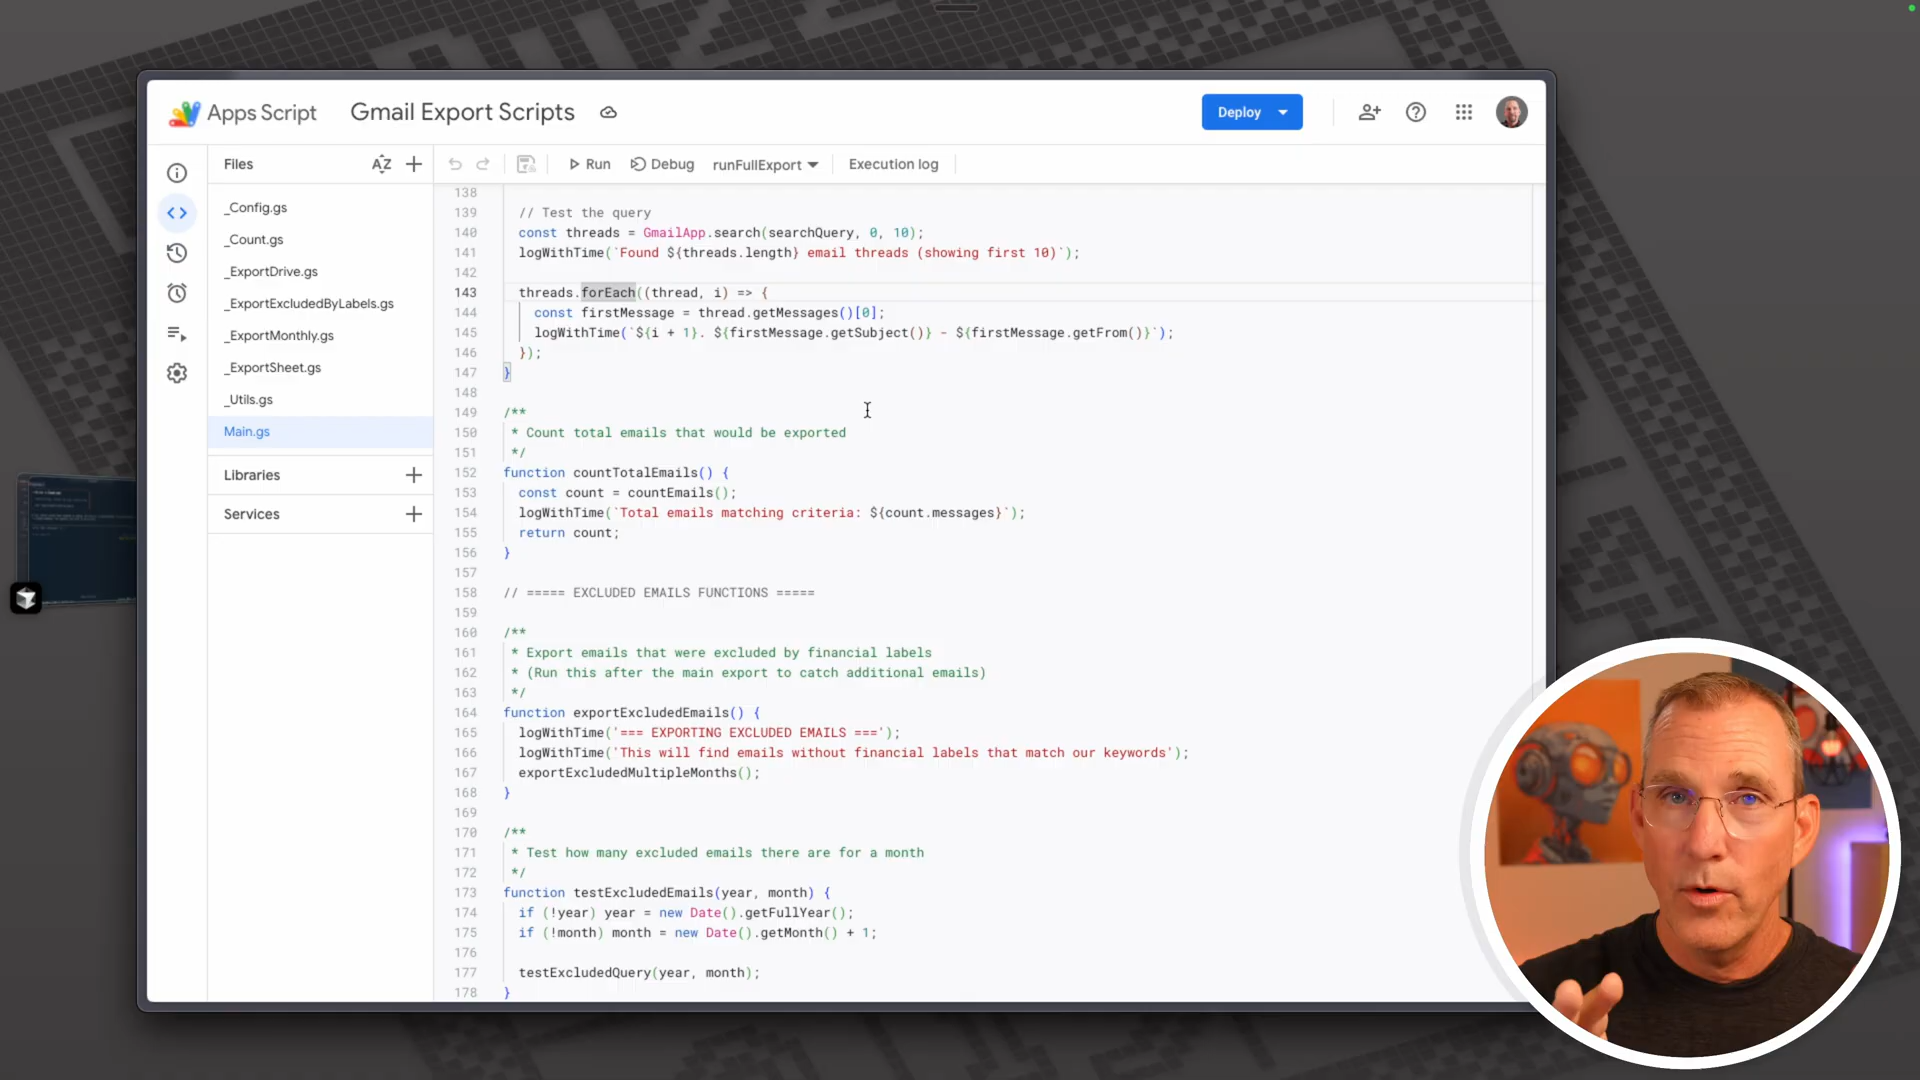 Apps Script
Gmail Export Scripts
Deploy
Files
Run
Debug
runFullExport
Execution log
_Config.gs
_Count.gs
_ExportDrive.gs
_ExportExcludedByLabels.gs
_ExportMonthly.gs
_ExportSheet.gs
_Utils.gs
Main.gs
Libraries
Services
138
139 // Test the query
140 const threads = GmailApp.search(searchQuery, 0, 10);
141 logWithTime(`Found ${threads.length} email threads (showing first 10)`);
142
143 threads.forEach((thread, i) => {
144 const firstMessage = thread.getMessages()[0];
145 logWithTime(`${i + 1}. ${firstMessage.getSubject()} - ${firstMessage.getFrom()}`);
146 });
147 }
148
149 /**
150 * Count total emails that would be exported
151 */
152 function countTotalEmails() {
153 const count = countEmails();
154 logWithTime(`Total emails matching criteria: ${count.messages}`);
155 return count;
156 }
157
158 // ===== EXCLUDED EMAILS FUNCTIONS =====
159
160 /**
161 * Export emails that were excluded by financial labels
162 * (Run this after the main export to catch additional emails)
163 */
164 function exportExcludedEmails() {
165 logWithTime('=== EXPORTING EXCLUDED EMAILS ===');
166 logWithTime('This will find emails without financial labels that match our keywords');
167 exportExcludedMultipleMonths();
168 }
169
170 /**
171 * Test how many excluded emails there are for a month
172 */
173 function testExcludedEmails(year, month) {
174 if (!year) year = new Date().getFullYear();
175 if (!month) month = new Date().getMonth() + 1;
176
177 testExcludedQuery(year, month);
178 }